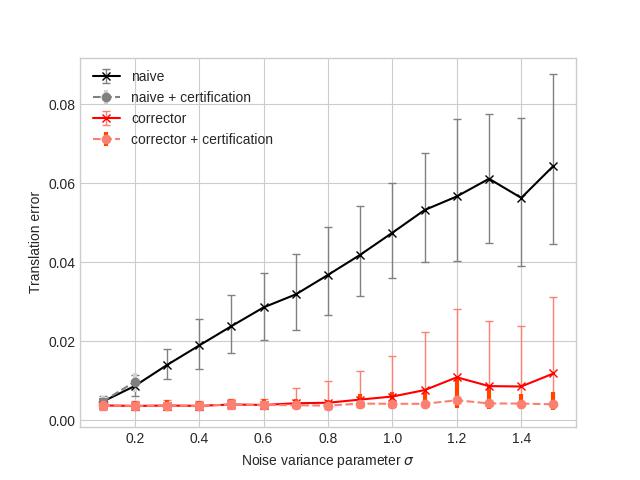 naive
naive + certification
corrector
corrector + certification
Translation error
0.08
0.06
0.04
0.02
0.00
0.2 0.4 0.6 0.8 1.0 1.2 1.4
Noise variance parameter σ